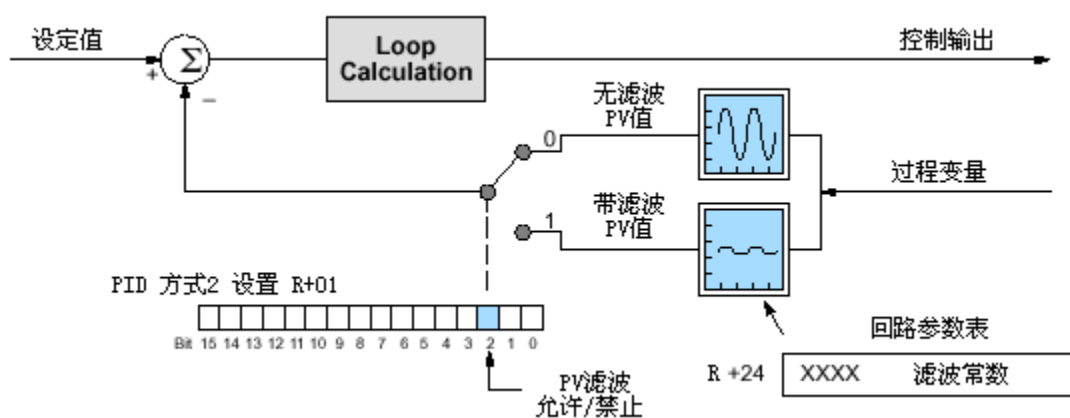 设定值
+
Σ
−
Loop
Calculation
控制输出
无滤波
PV值
0
过程变量
1
带滤波
PV值
PID 方式2 设置 R+01
Bit 15 14 13 12 11 10 9 8 7 6 5 4 3 2 1 0
PV滤波
允许/禁止
回路参数表
R +24 XXXX 滤波常数